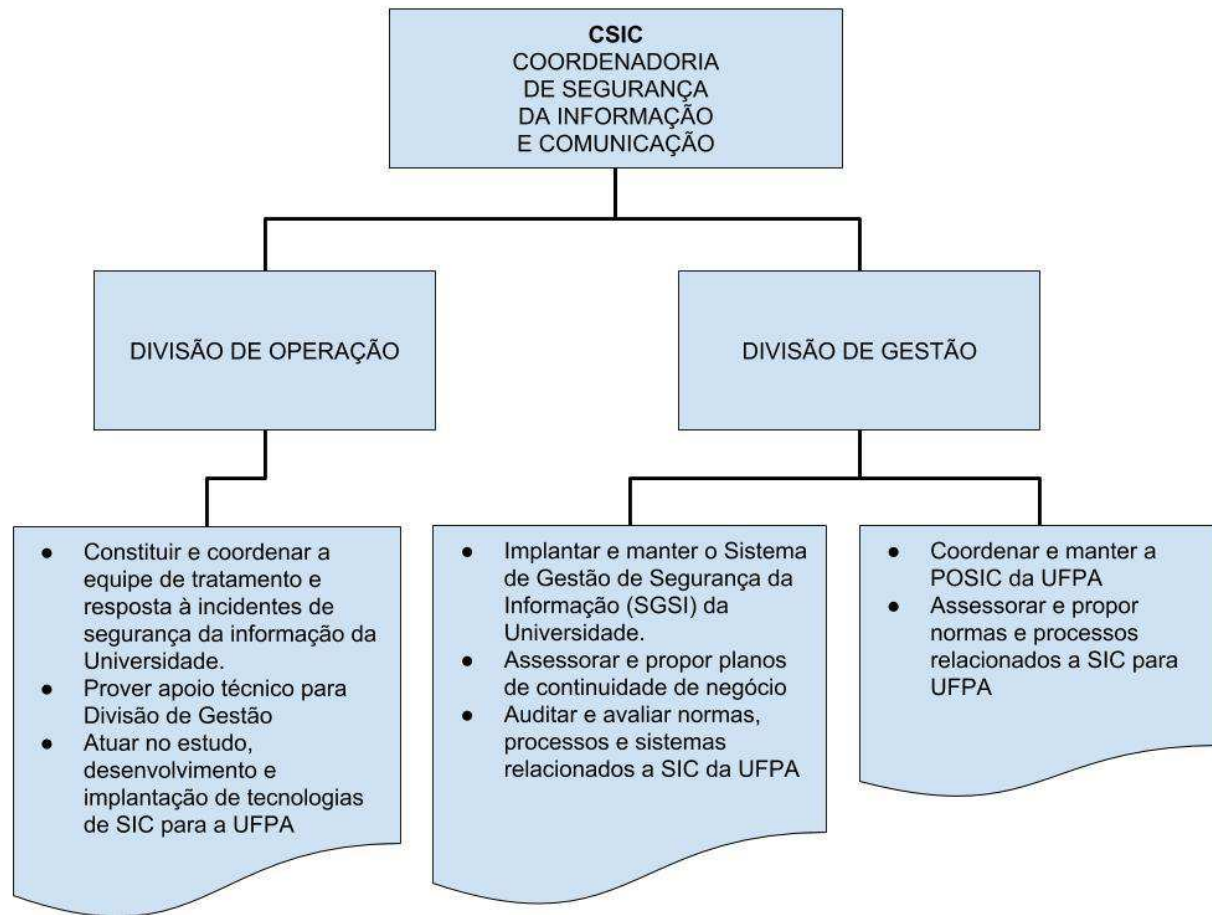 CSIC
COORDENADORIA
DE SEGURANÇA
DA INFORMAÇÃO
E COMUNICAÇÃO
DIVISÃO DE OPERAÇÃO
DIVISÃO DE GESTÃO
● Constituir e coordenar a
equipe de tratamento e
resposta à incidentes de
segurança da informação da
Universidade.
● Prover apoio técnico para
Divisão de Gestão
● Atuar no estudo,
desenvolvimento e
implantação de tecnologias
de SIC para a UFPA
● Implantar e manter o Sistema
de Gestão de Segurança da
Informação (SGSI) da
Universidade.
● Assessorar e propor planos
de continuidade de negócio
● Auditar e avaliar normas,
processos e sistemas
relacionados a SIC da UFPA
● Coordenar e manter a
POSIC da UFPA
● Assessorar e propor
normas e processos
relacionados a SIC para
UFPA